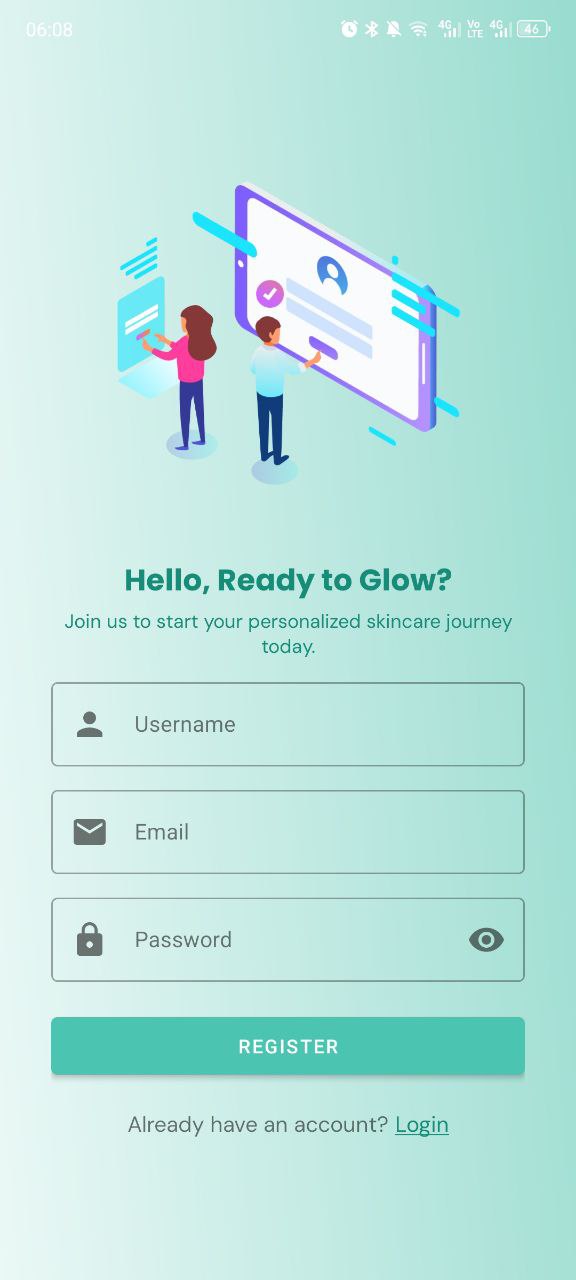 06:08
4G Vo LTE 4G 46
Hello, Ready to Glow?
Join us to start your personalized skincare journey
today.
Username
Email
Password
REGISTER
Already have an account? Login